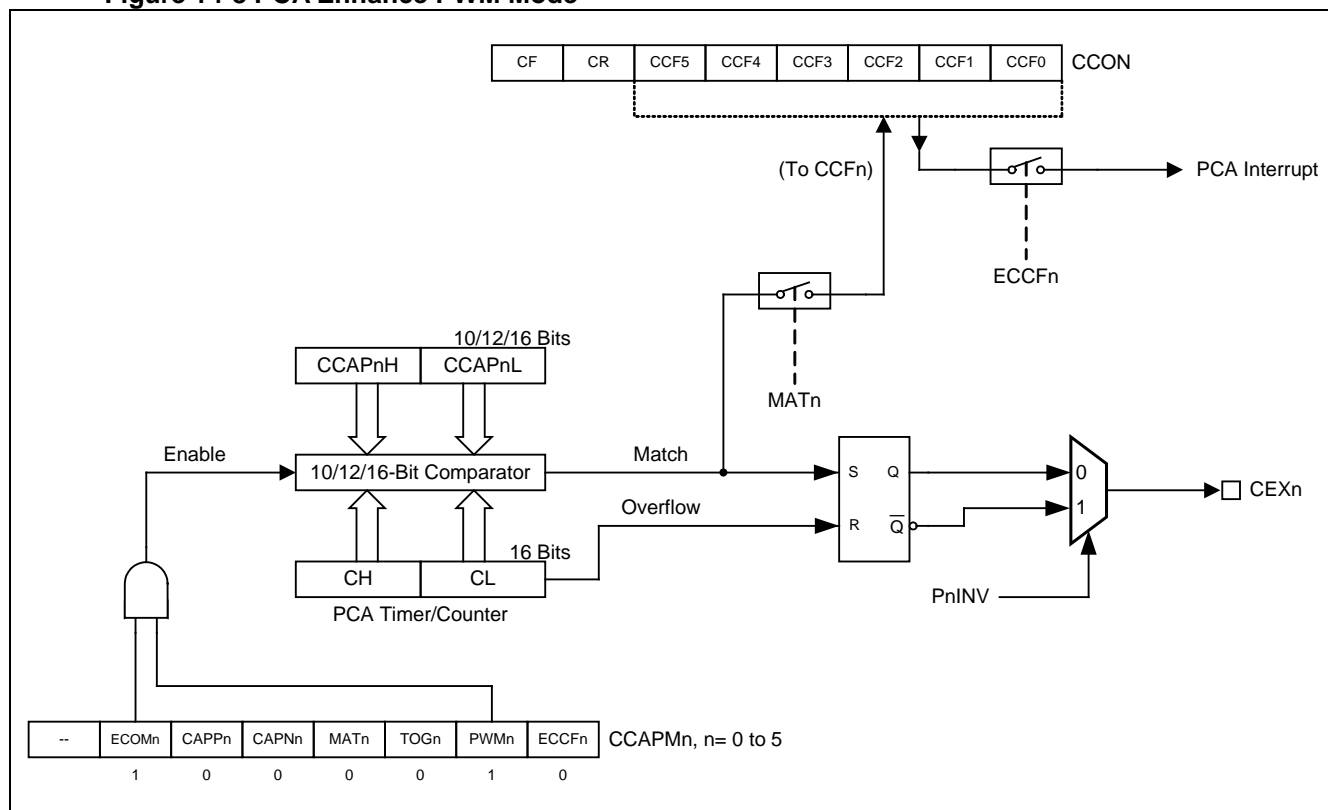 CF CR CCF5 CCF4 CCF3 CCF2 CCF1 CCF0 CCON
(To CCFn)
PCA Interrupt
ECCFn
10/12/16 Bits
CCAPnH CCAPnL
MATn
Enable
10/12/16-Bit Comparator
Match
S Q
0
CEXn
Overflow
1
R Q
16 Bits
CH CL
PnINV
PCA Timer/Counter
-- ECOMn CAPPn CAPNn MATn TOGn PWMn ECCFn CCAPMn, n= 0 to 5
1 0 0 0 0 1 0